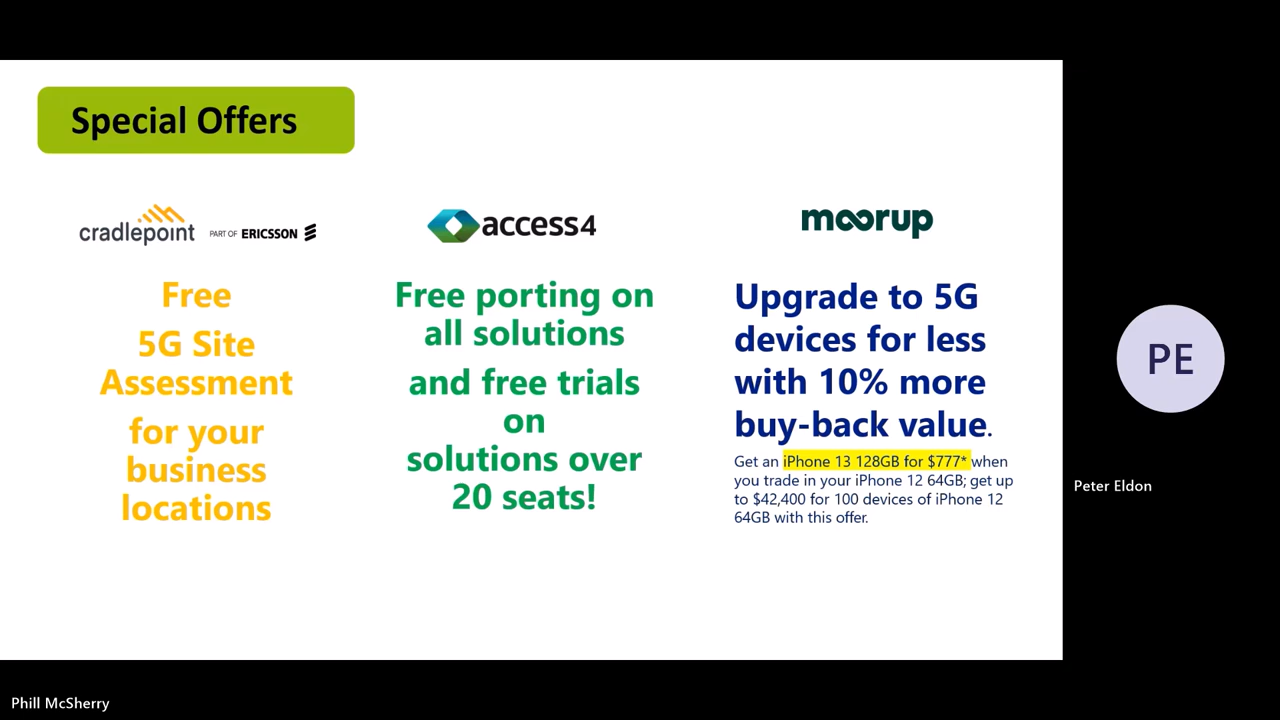 Special Offers
cradlepoint PART OF ERICSSON
Free
5G Site
Assessment
for your
business
locations
access4
Free porting on
all solutions
and free trials
on
solutions over
20 seats!
moorup
Upgrade to 5G
devices for less
with 10% more
buy-back value.
Get an iPhone 13 128GB for $777* when
you trade in your iPhone 12 64GB; get up
to $42,400 for 100 devices of iPhone 12
64GB with this offer.
PE
Peter Eldon
Phill McSherry